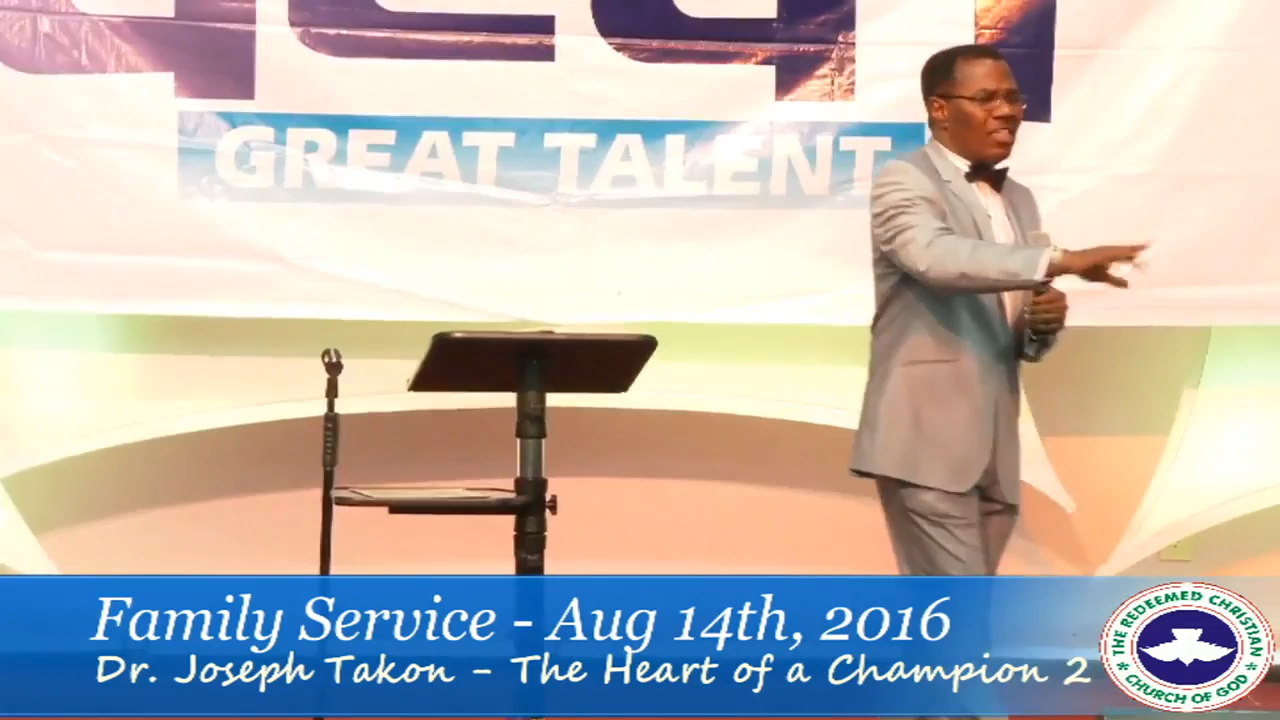 GREAT TALENT
Family Service - Aug 14th, 2016
Dr. Joseph Takon - The Heart of a Champion 2
THE REDEEMED CHRISTIAN
CHURCH OF GOD